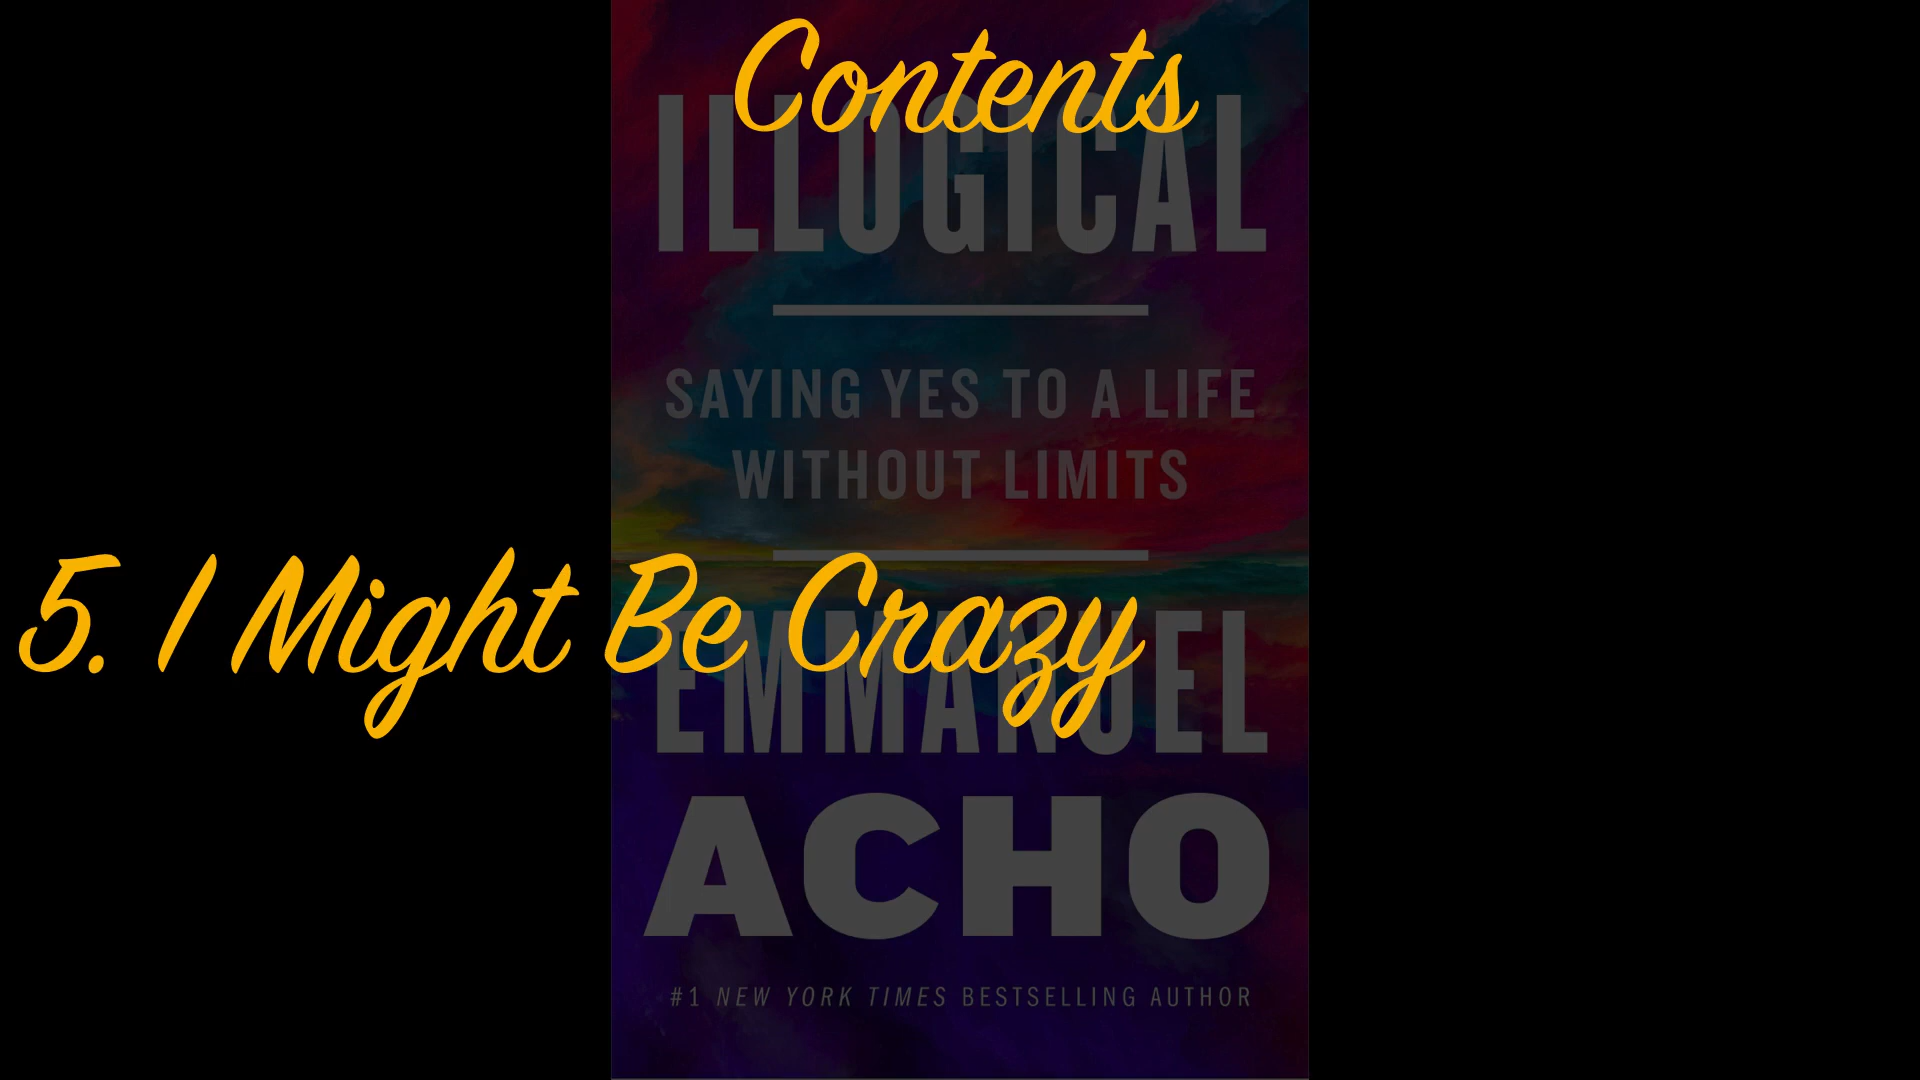 Contents
ILLOGICAL
SAYING YES TO A LIFE
WITHOUT LIMITS
5. I Might Be Crazy
EMMANUEL
ACHO
#1 NEW YORK TIMES BESTSELLING AUTHOR